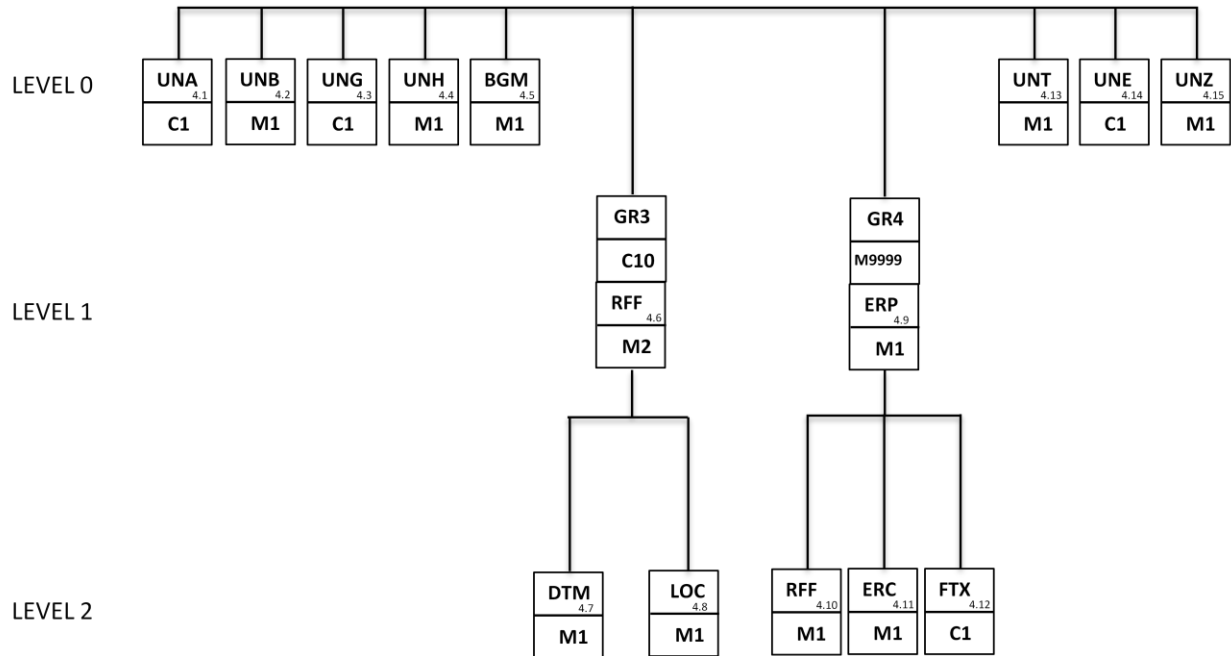 LEVEL 0
UNA 4.1 UNB 4.2 UNG 4.3 UNH 4.4 BGM 4.5 UNT 4.13 UNE 4.14 UNZ 4.15
C1 M1 C1 M1 M1 M1 C1 M1
GR3 GR4
C10 M9999
LEVEL 1
RFF 4.6 ERP 4.9
M2 M1
LEVEL 2
DTM 4.7 LOC 4.8 RFF 4.10 ERC 4.11 FTX 4.12
M1 M1 M1 M1 C1